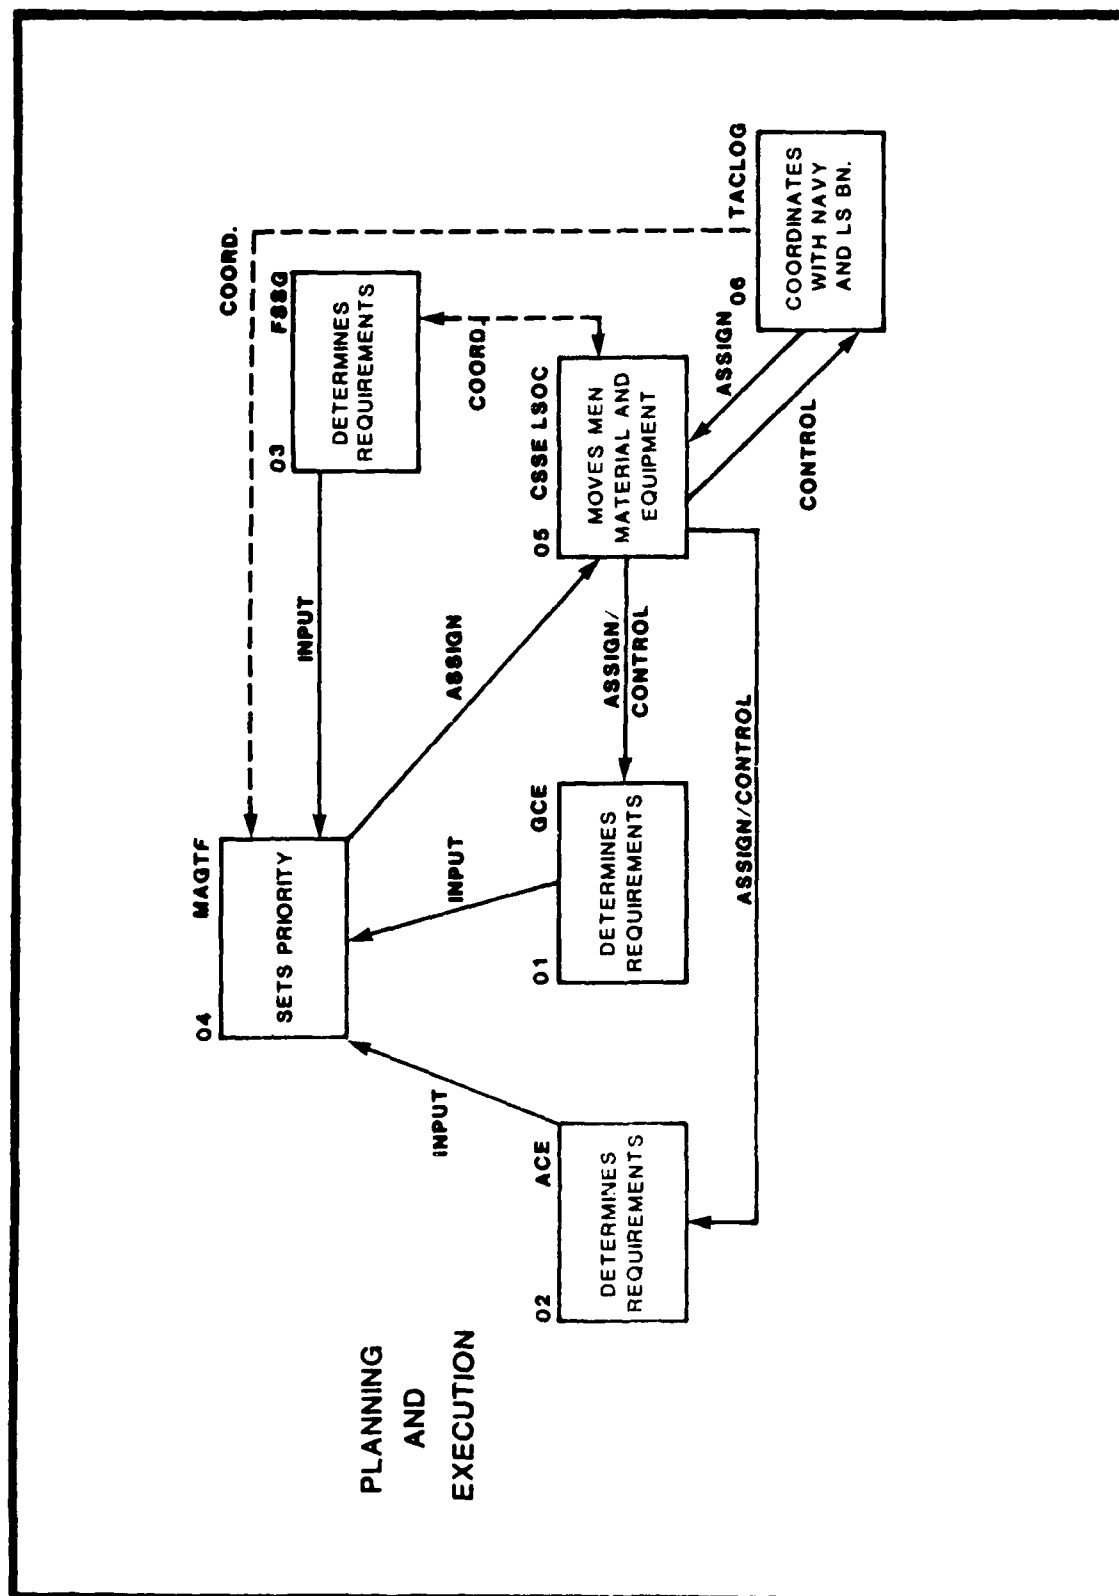 PLANNING
AND
EXECUTION
04 MAGTF
SETS PRIORITY
COORD.
INPUT
03 FSSG
DETERMINES
REQUIREMENTS
INPUT
INPUT
ASSIGN
COORD.
02 ACE
DETERMINES
REQUIREMENTS
01 GCE
DETERMINES
REQUIREMENTS
ASSIGN/
CONTROL
05 CSSE LSOC
MOVES MEN
MATERIAL AND
EQUIPMENT
ASSIGN
CONTROL
06 TACLOG
COORDINATES
WITH NAVY
AND LS BN.
ASSIGN/CONTROL